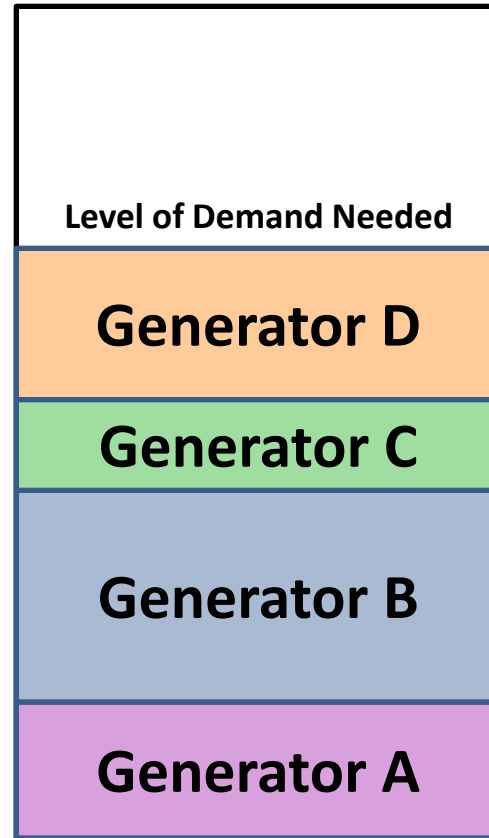 Level of Demand Needed
Generator D
Generator C
Generator B
Generator A